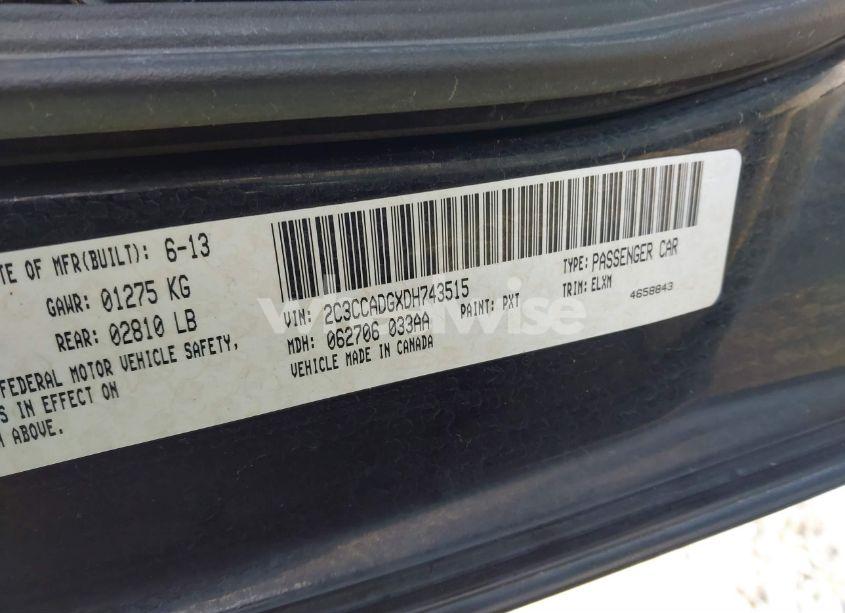 TE OF MFR(BUILT): 6-13
GAWR: 01275 KG
REAR: 02810 LB
FEDERAL MOTOR VEHICLE SAFETY,
S IN EFFECT ON
ABOVE.
VIN: 2C3CCADGXDH743515
TYPE: PASSENGER CAR
MDH: 062706 033AA
PAINT: PXT
TRIM: ELXM
VEHICLE MADE IN CANADA
4658843